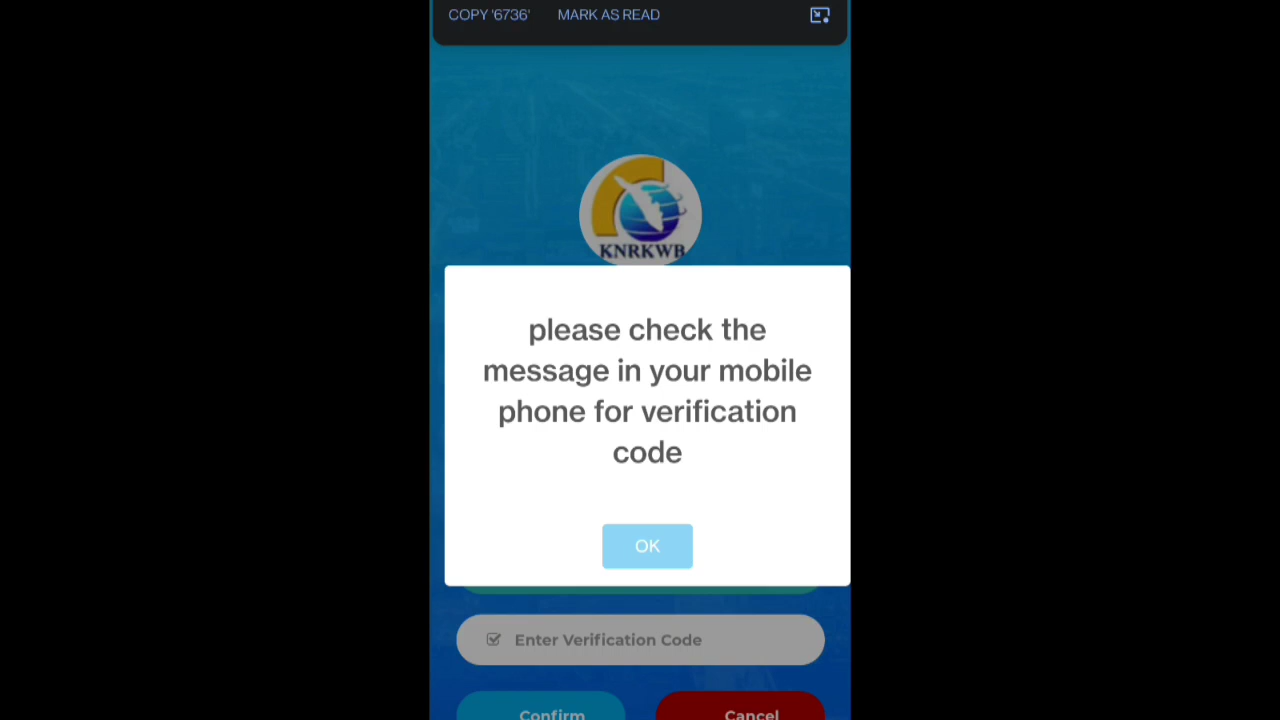 COPY '6736' MARK AS READ
KNRKWB
please check the
message in your mobile
phone for verification
code
OK
Enter Verification Code
Confirm Cancel